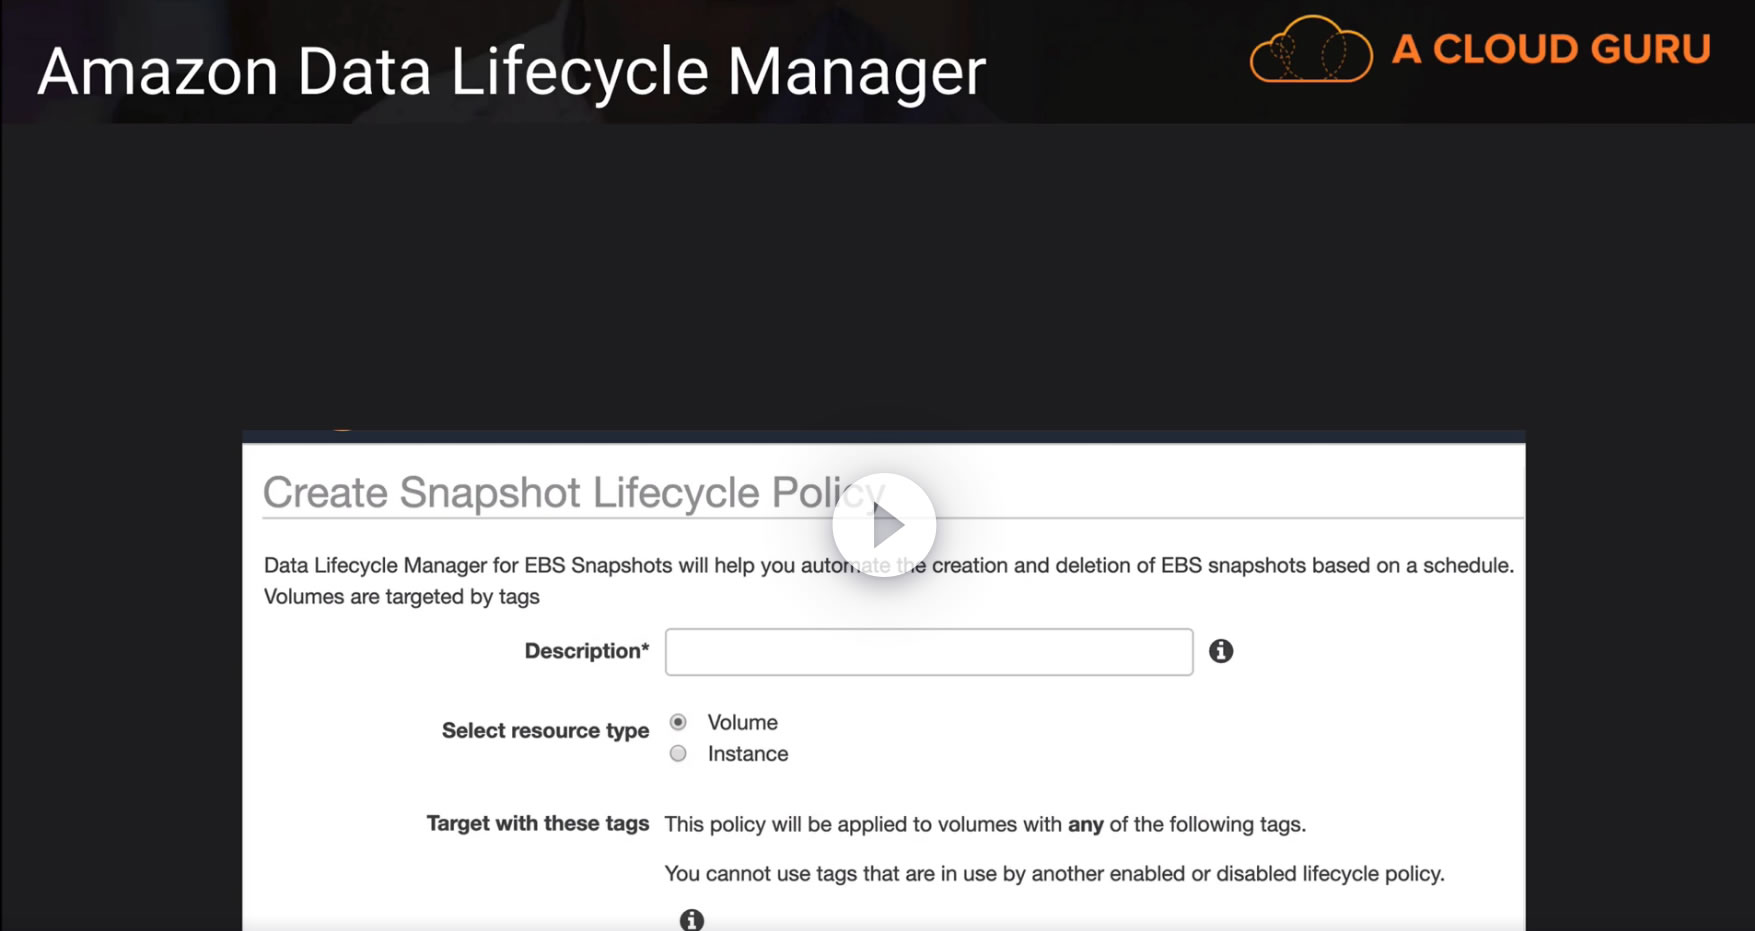 Amazon Data Lifecycle Manager
A CLOUD GURU
Create Snapshot Lifecycle Policy
Data Lifecycle Manager for EBS Snapshots will help you automate the creation and deletion of EBS snapshots based on a schedule.
Volumes are targeted by tags
Description*
Select resource type
Volume
Instance
Target with these tags This policy will be applied to volumes with any of the following tags.
You cannot use tags that are in use by another enabled or disabled lifecycle policy.